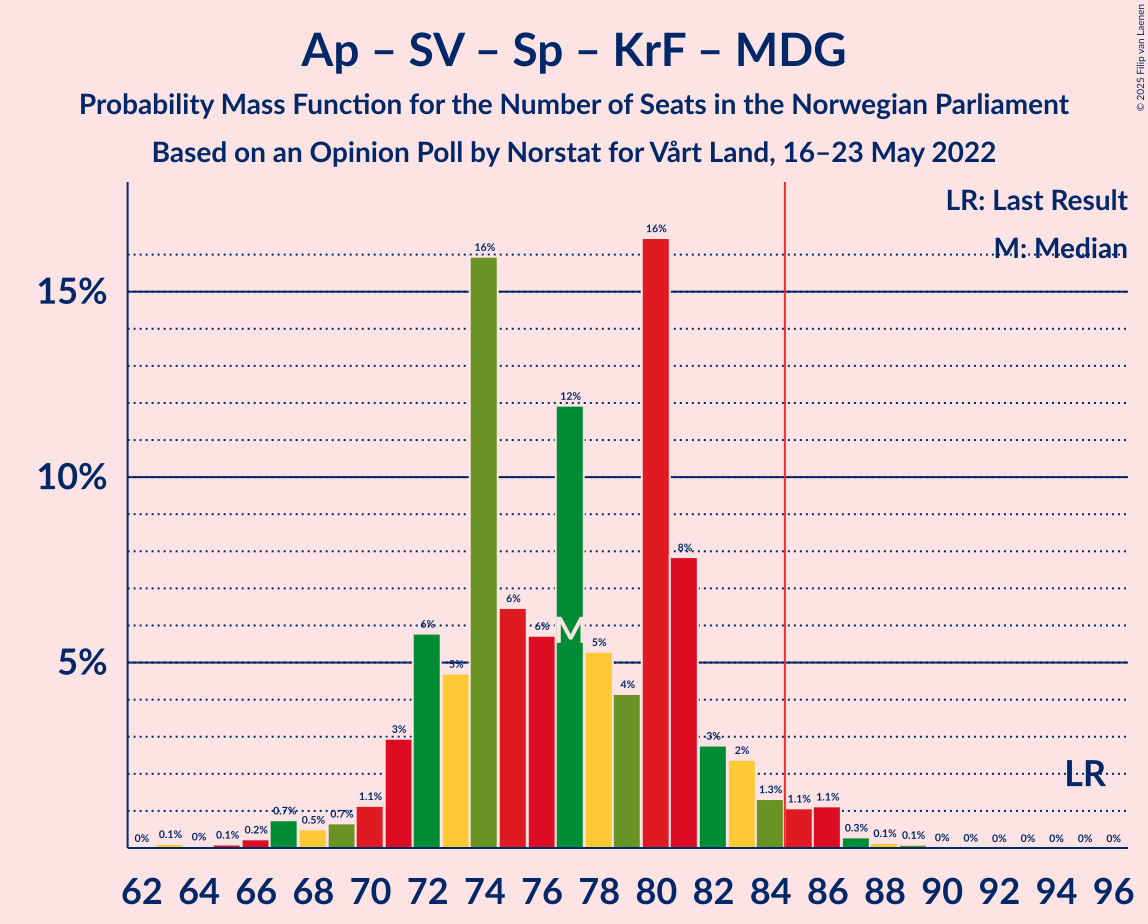 Ap – SV – Sp – KrF – MDG
Probability Mass Function for the Number of Seats in the Norwegian Parliament
Based on an Opinion Poll by Norstat for Vårt Land, 16–23 May 2022
© 2025 Filip van Laenen
LR: Last Result
M: Median
15%
10%
5%
0% 0.1% 0% 0.1% 0.2% 0.7% 0.5% 0.7% 1.1% 3% 6% 5% 16% 6% 6% 12% 5% 4% 16% 8% 3% 2% 1.3% 1.1% 1.1% 0.3% 0.1% 0.1% 0% 0% 0% 0% 0% 0% 0%
M
LR
62 64 66 68 70 72 74 76 78 80 82 84 86 88 90 92 94 96